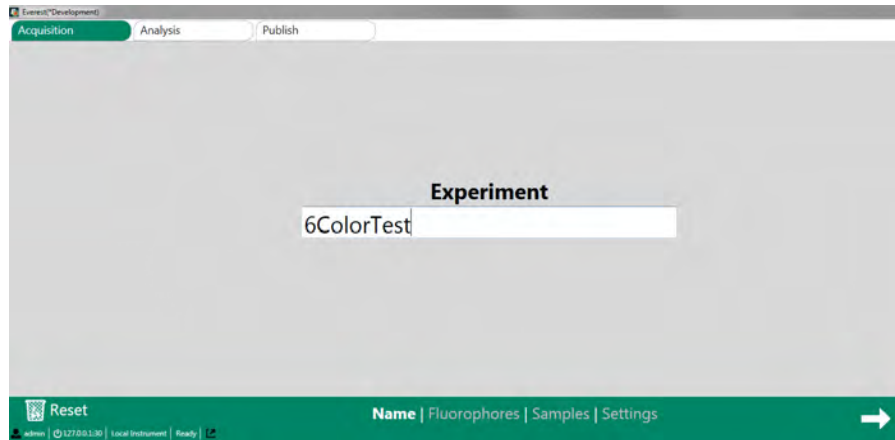 Everest(*Development)
Acquisition Analysis Publish
Experiment
6ColorTest
Reset
Name | Fluorophores | Samples | Settings
admin | 127.0.0.1:30 | Local Instrument | Ready |